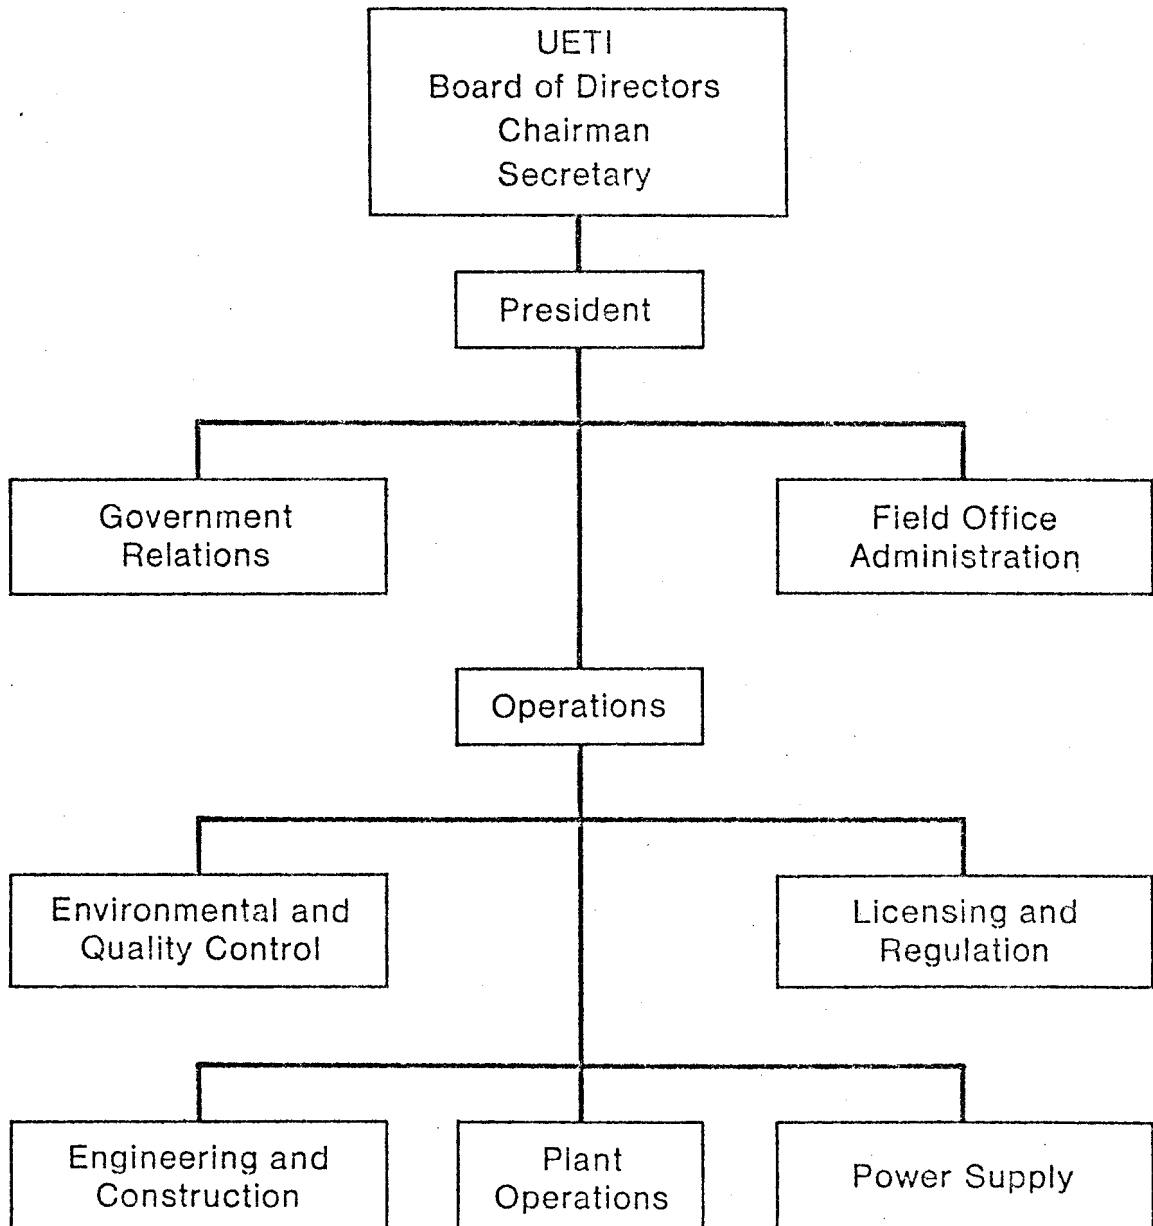 UETI
Board of Directors
Chairman
Secretary
President
Government
Relations
Field Office
Administration
Operations
Environmental and
Quality Control
Licensing and
Regulation
Engineering and
Construction
Plant
Operations
Power Supply